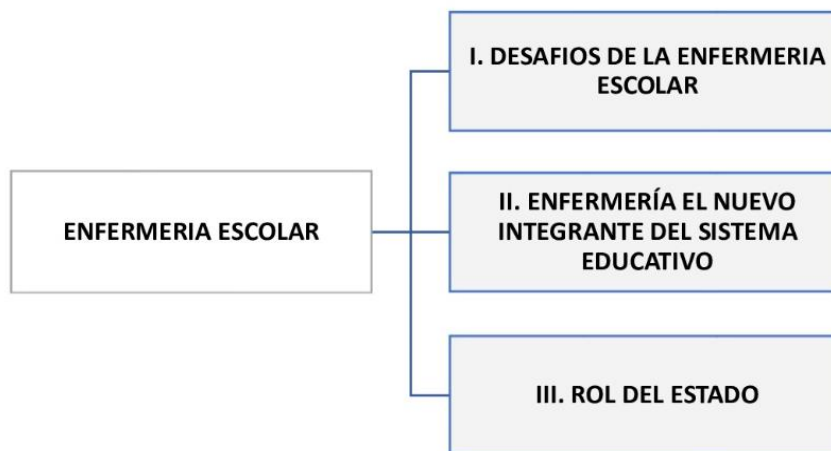 I. DESAFIOS DE LA ENFERMERIA
ESCOLAR
ENFERMERIA ESCOLAR
II. ENFERMERÍA EL NUEVO
INTEGRANTE DEL SISTEMA
EDUCATIVO
III. ROL DEL ESTADO